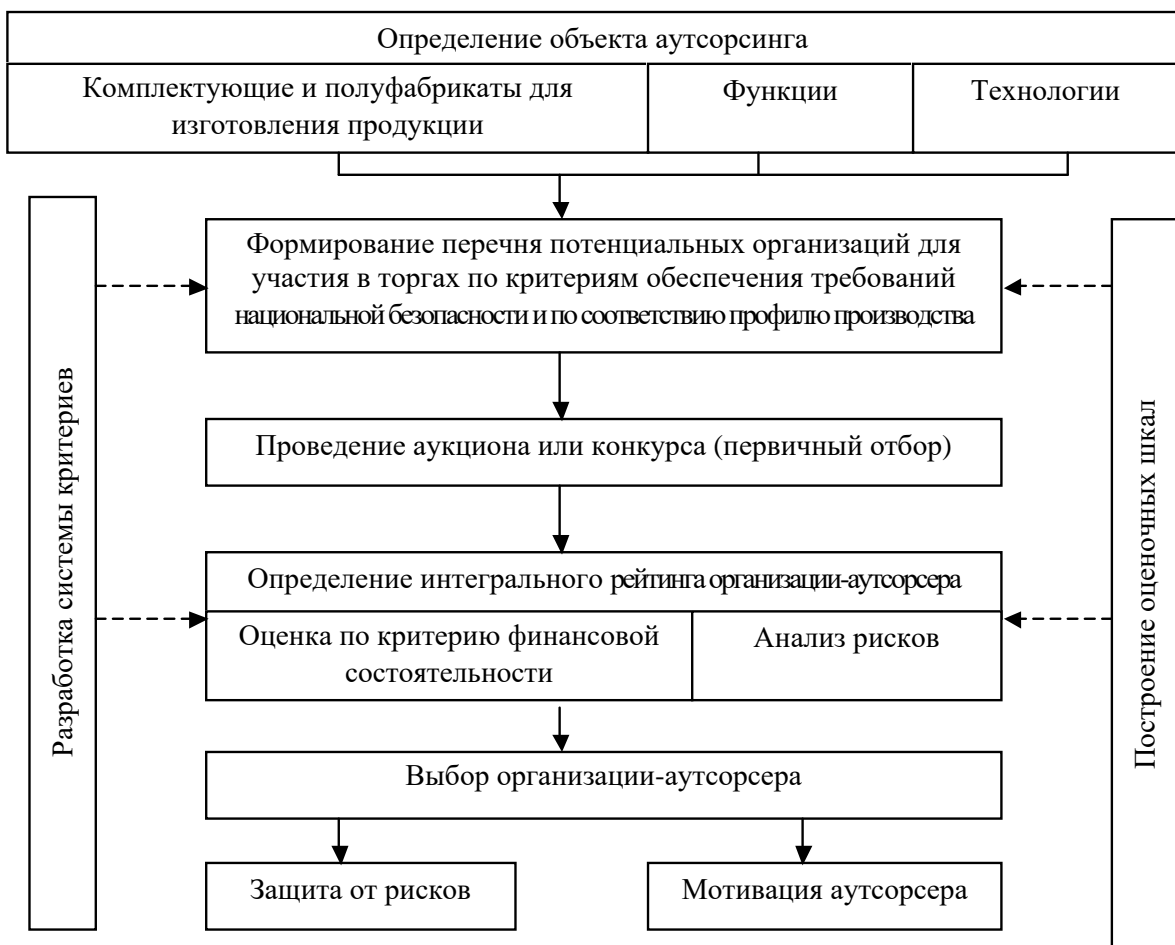 Определение объекта аутсорсинга
Комплектующие и полуфабрикаты для
изготовления продукции
Функции
Технологии
Разработка системы критериев
Формирование перечня потенциальных организаций для
участия в торгах по критериям обеспечения требований
национальной безопасности и по соответствию профилю производства
Проведение аукциона или конкурса (первичный отбор)
Определение интегрального рейтинга организации-аутсорсера
Оценка по критерию финансовой
состоятельности
Анализ рисков
Выбор организации-аутсорсера
Защита от рисков
Мотивация аутсорсера
Построение оценочных шкал